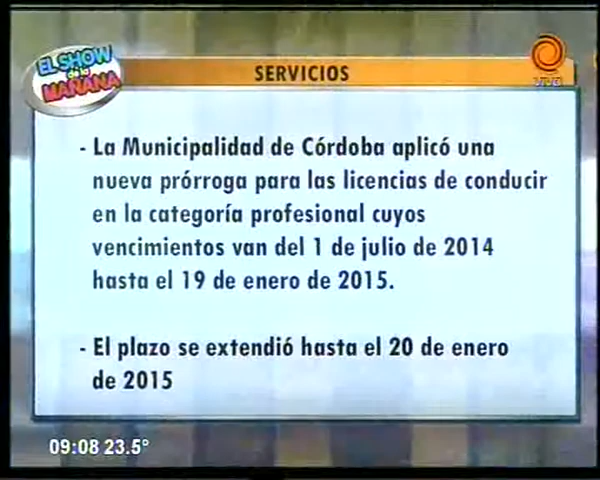 EL SHOW
de la
MAÑANA
SERVICIOS
VIVO
- La Municipalidad de Córdoba aplicó una
nueva prórroga para las licencias de conducir
en la categoría profesional cuyos
vencimientos van del 1 de julio de 2014
hasta el 19 de enero de 2015.
- El plazo se extendió hasta el 20 de enero
de 2015
09:08 23.5°